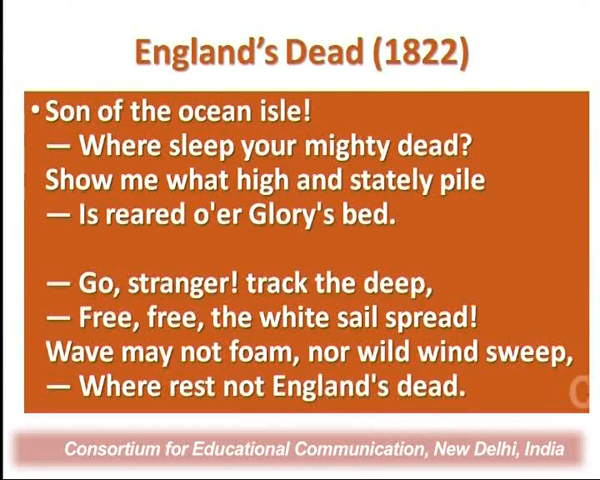 England's Dead (1822)
• Son of the ocean isle!
— Where sleep your mighty dead?
Show me what high and stately pile
— Is reared o'er Glory's bed.
— Go, stranger! track the deep,
— Free, free, the white sail spread!
Wave may not foam, nor wild wind sweep,
— Where rest not England's dead.
Consortium for Educational Communication, New Delhi, India